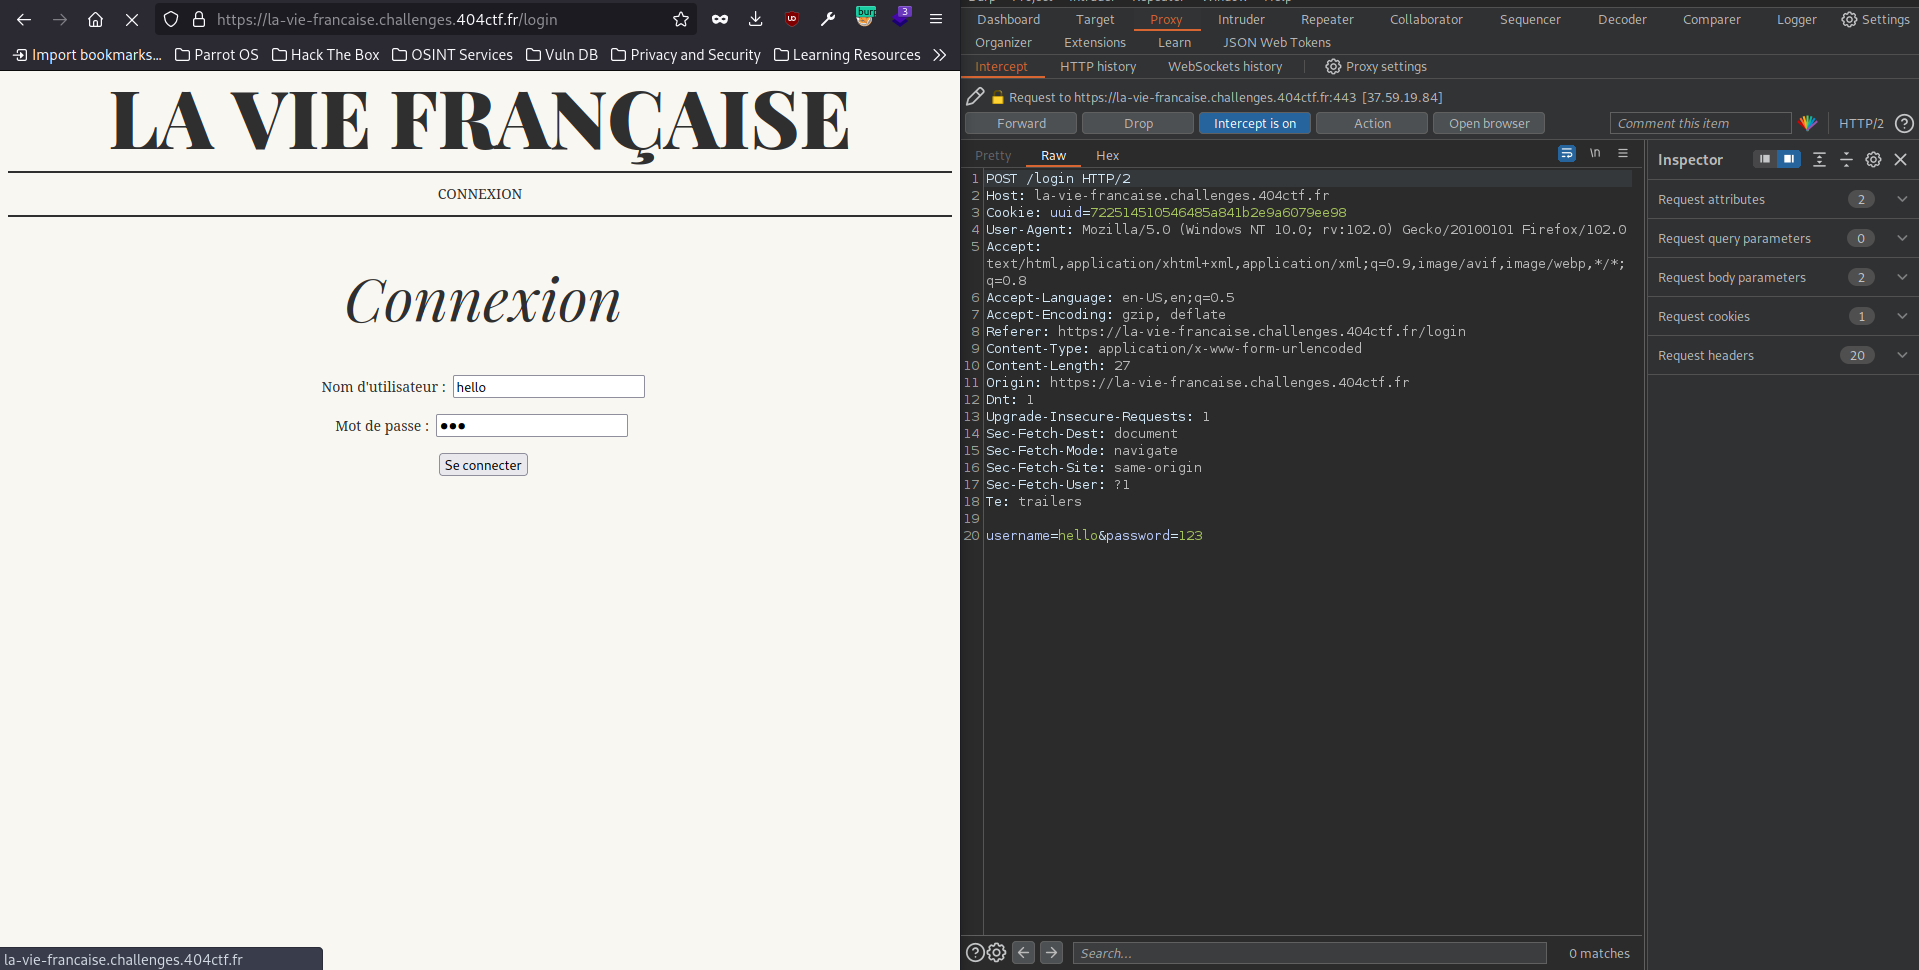 https://la-vie-francaise.challenges.404ctf.fr/login
Import bookmarks... Parrot OS Hack The Box OSINT Services Vuln DB Privacy and Security Learning Resources
LA VIE FRANÇAISE
CONNEXION
Connexion
Nom d'utilisateur : hello
Mot de passe : ●●●
Se connecter
la-vie-francaise.challenges.404ctf.fr
Burp Project Intruder Repeater Window Help
Dashboard Target Proxy Intruder Repeater Collaborator Sequencer Decoder Comparer Logger Settings
Organizer Extensions Learn JSON Web Tokens
Intercept HTTP history WebSockets history Proxy settings
Request to https://la-vie-francaise.challenges.404ctf.fr:443 [37.59.19.84]
Forward Drop Intercept is on Action Open browser Comment this item HTTP/2
Pretty Raw Hex \n
1 POST /login HTTP/2
2 Host: la-vie-francaise.challenges.404ctf.fr
3 Cookie: uuid=722514510546485a841b2e9a6079ee98
4 User-Agent: Mozilla/5.0 (Windows NT 10.0; rv:102.0) Gecko/20100101 Firefox/102.0
5 Accept:
text/html,application/xhtml+xml,application/xml;q=0.9,image/avif,image/webp,*/*;
q=0.8
6 Accept-Language: en-US,en;q=0.5
7 Accept-Encoding: gzip, deflate
8 Referer: https://la-vie-francaise.challenges.404ctf.fr/login
9 Content-Type: application/x-www-form-urlencoded
10 Content-Length: 27
11 Origin: https://la-vie-francaise.challenges.404ctf.fr
12 Dnt: 1
13 Upgrade-Insecure-Requests: 1
14 Sec-Fetch-Dest: document
15 Sec-Fetch-Mode: navigate
16 Sec-Fetch-Site: same-origin
17 Sec-Fetch-User: ?1
18 Te: trailers
19
20 username=hello&password=123
Search... 0 matches
Inspector
Request attributes 2
Request query parameters 0
Request body parameters 2
Request cookies 1
Request headers 20